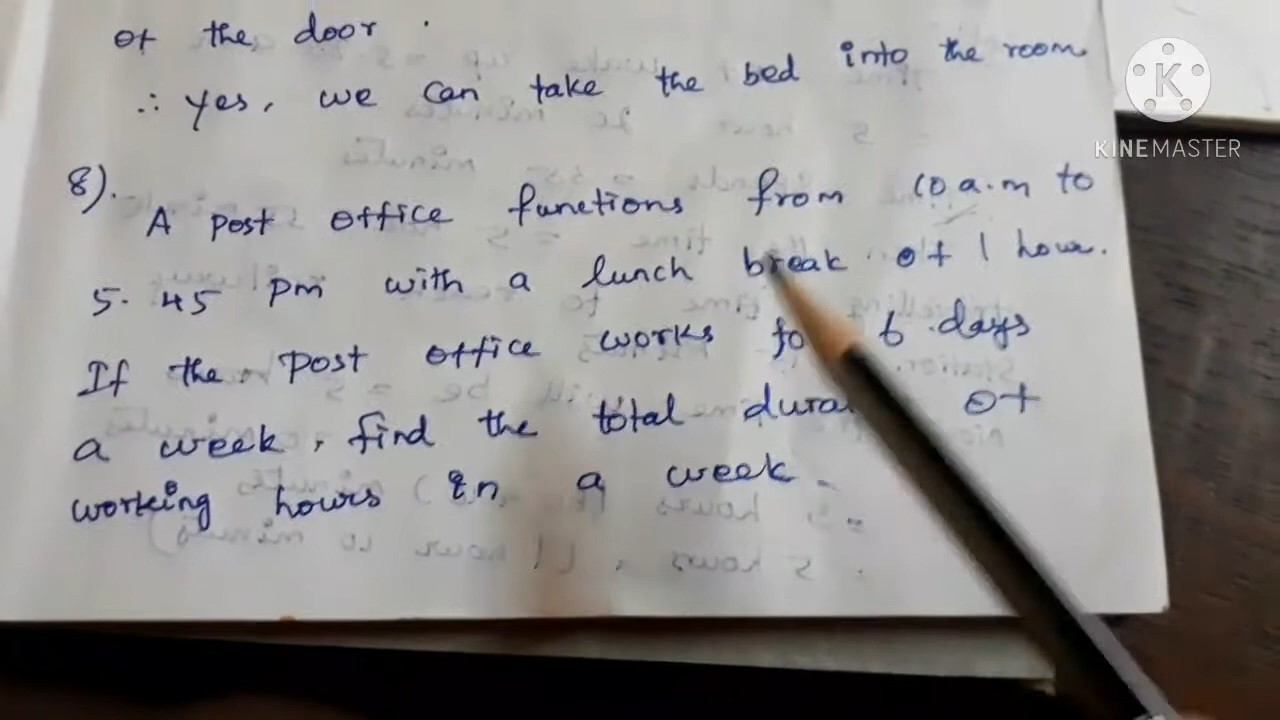 of the door.
∴ yes, we can take the bed into the room
8). A post office functions from 10 a.m to
5.45 pm with a lunch break of 1 hour.
If the post office works 6 days
a week, find the total of
working hours in a week.
K
KINEMASTER